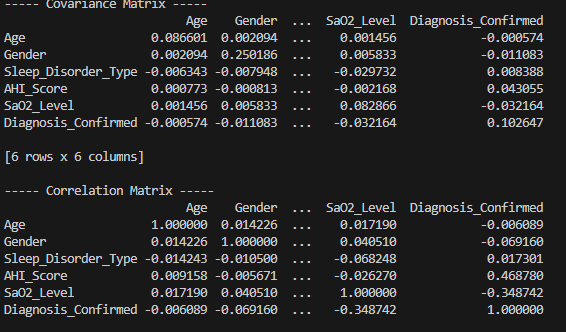 ----- Covariance Matrix -----
                          Age    Gender  ...  SaO2_Level  Diagnosis_Confirmed
Age                  0.086601  0.002094  ...    0.001456            -0.000574
Gender               0.002094  0.250186  ...    0.005833            -0.011083
Sleep_Disorder_Type -0.006343 -0.007948  ...   -0.029732             0.008388
AHI_Score            0.000773 -0.000813  ...   -0.002168             0.043055
SaO2_Level           0.001456  0.005833  ...    0.082866            -0.032164
Diagnosis_Confirmed -0.000574 -0.011083  ...   -0.032164             0.102647
[6 rows x 6 columns]
----- Correlation Matrix -----
                          Age    Gender  ...  SaO2_Level  Diagnosis_Confirmed
Age                  1.000000  0.014226  ...    0.017190            -0.006089
Gender               0.014226  1.000000  ...    0.040510            -0.069160
Sleep_Disorder_Type -0.014243 -0.010500  ...   -0.068248             0.017301
AHI_Score            0.009158 -0.005671  ...   -0.026270             0.468780
SaO2_Level           0.017190  0.040510  ...    1.000000            -0.348742
Diagnosis_Confirmed -0.006089 -0.069160  ...   -0.348742             1.000000